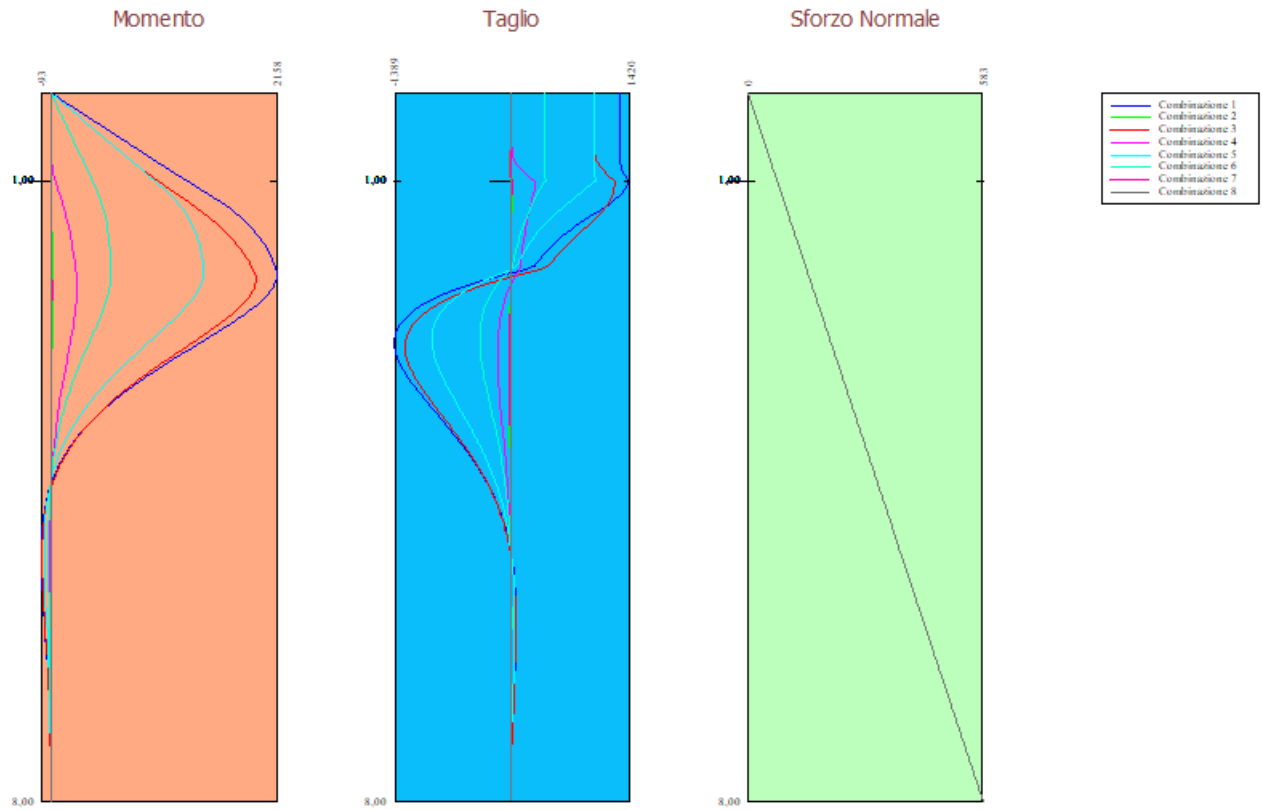 Momento Taglio Sforzo Normale
-93 2158 -1389 1420 0 583
Combinazione 1
Combinazione 2
Combinazione 3
Combinazione 4
Combinazione 5
Combinazione 6
Combinazione 7
Combinazione 8
1,00 1,00 1,00
8,00 8,00 8,00